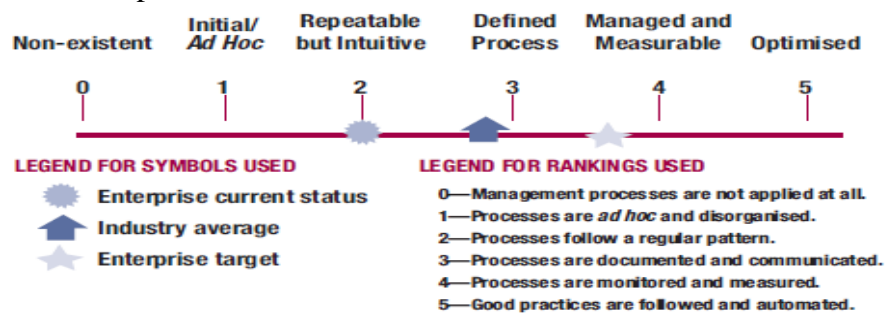 Non-existent Initial/ Ad Hoc Repeatable but Intuitive Defined Process Managed and Measurable Optimised
0 1 2 3 4 5
LEGEND FOR SYMBOLS USED
Enterprise current status
Industry average
Enterprise target
LEGEND FOR RANKINGS USED
0—Management processes are not applied at all.
1—Processes are ad hoc and disorganised.
2—Processes follow a regular pattern.
3—Processes are documented and communicated.
4—Processes are monitored and measured.
5—Good practices are followed and automated.